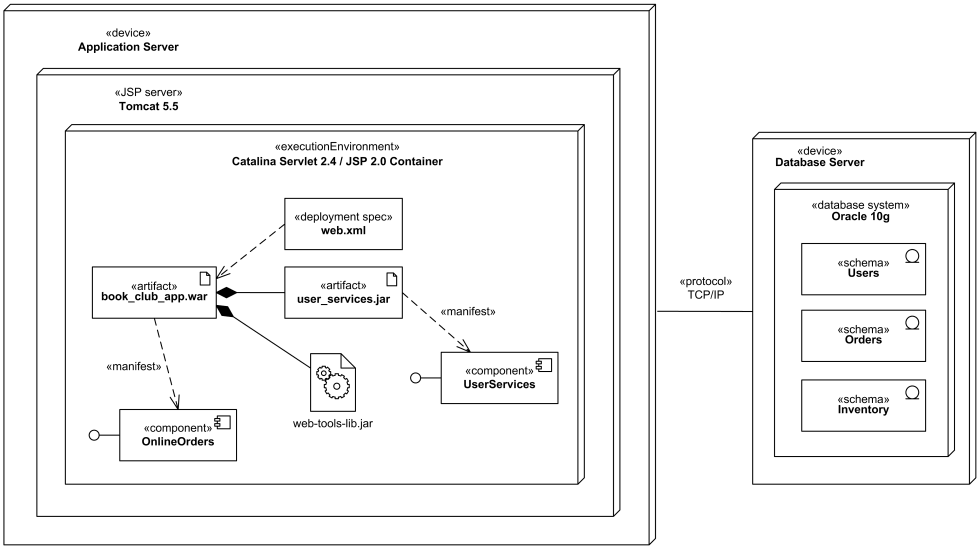 «device»
Application Server
«JSP server»
Tomcat 5.5
«executionEnvironment»
Catalina Servlet 2.4 / JSP 2.0 Container
«deployment spec»
web.xml
«artifact»
book_club_app.war
«artifact»
user_services.jar
«manifest»
«component»
UserServices
«manifest»
web-tools-lib.jar
«component»
OnlineOrders
«protocol»
TCP/IP
«device»
Database Server
«database system»
Oracle 10g
«schema»
Users
«schema»
Orders
«schema»
Inventory